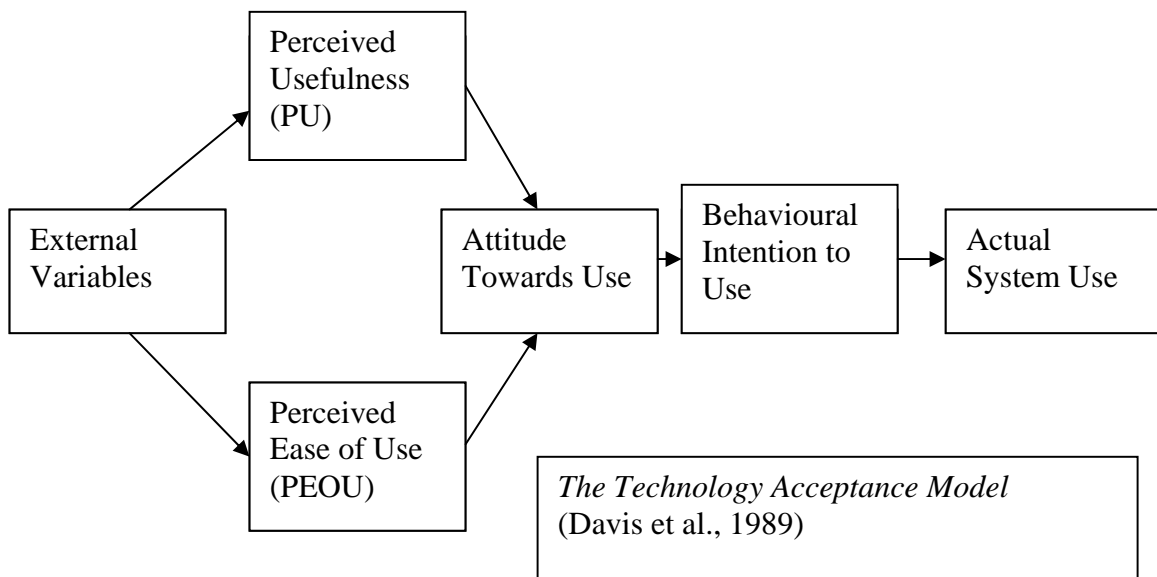 Perceived
Usefulness
(PU)
External
Variables
Attitude
Towards Use
Behavioural
Intention to
Use
Actual
System Use
Perceived
Ease of Use
(PEOU)
The Technology Acceptance Model
(Davis et al., 1989)